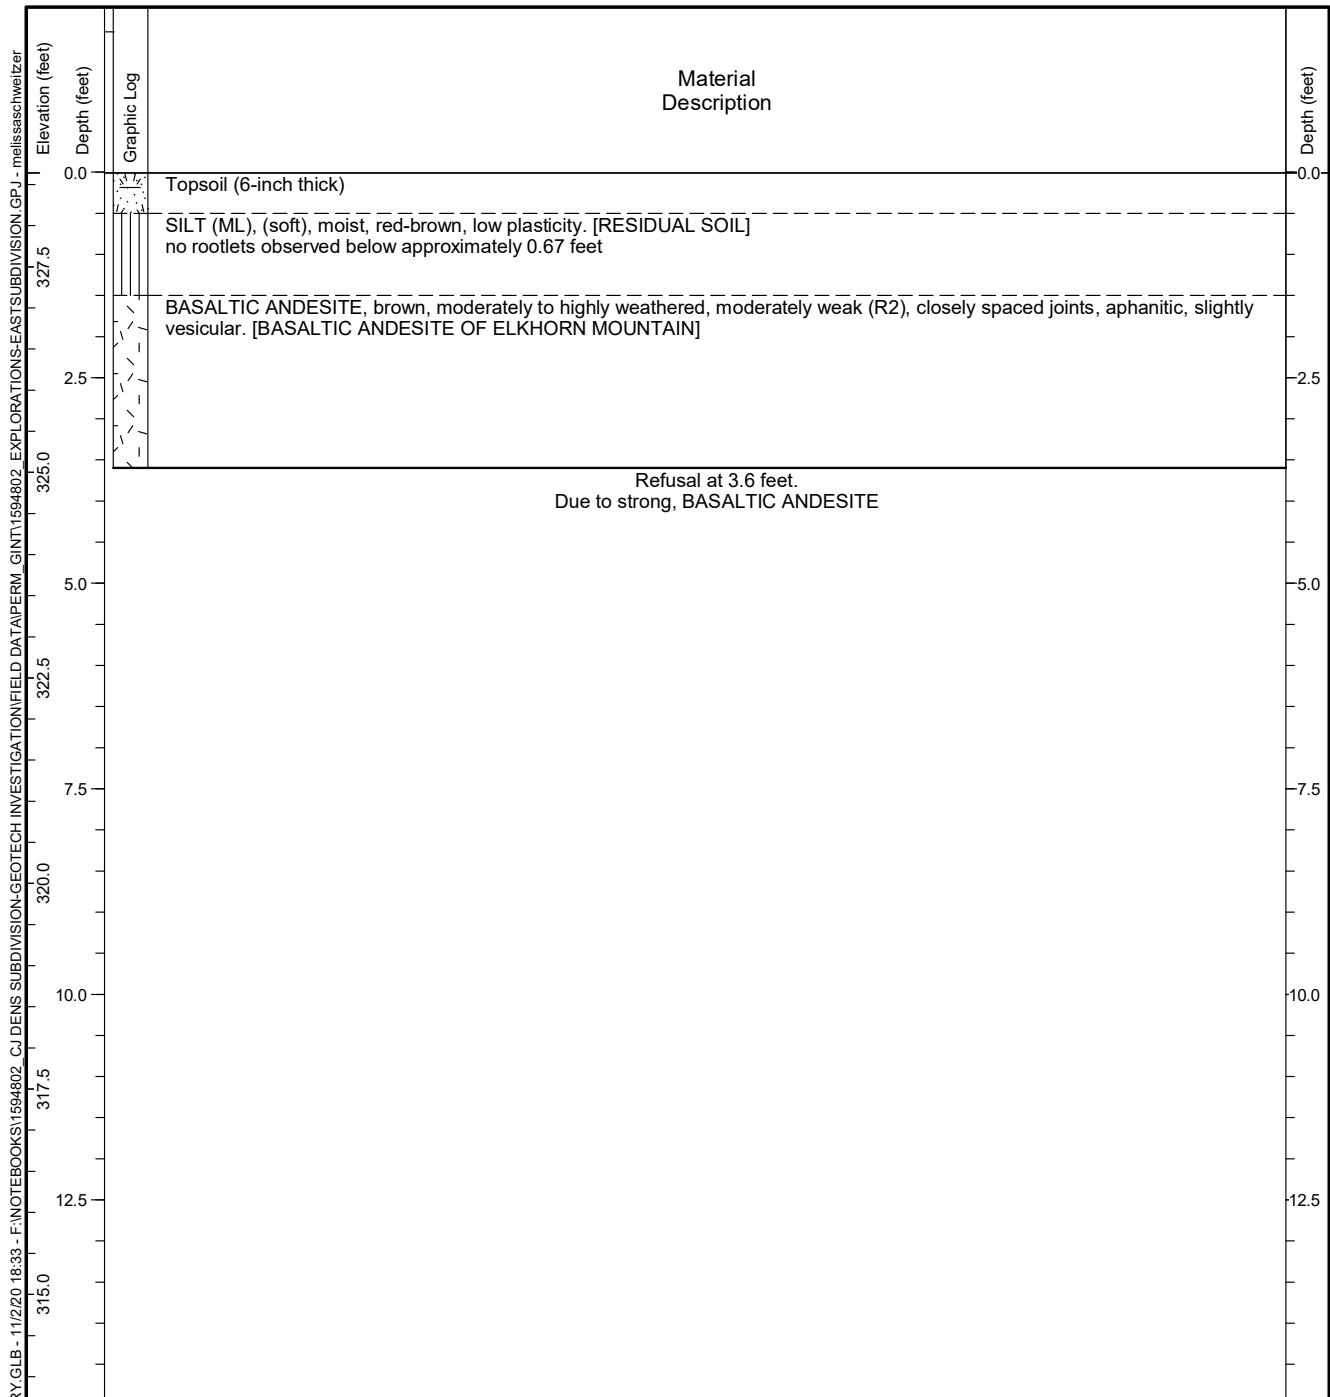 Elevation (feet)
Depth (feet)
Graphic Log
Material
Description
Depth (feet)
0.0
Topsoil (6-inch thick)
0.0
SILT (ML), (soft), moist, red-brown, low plasticity. [RESIDUAL SOIL]
no rootlets observed below approximately 0.67 feet
327.5
BASALTIC ANDESITE, brown, moderately to highly weathered, moderately weak (R2), closely spaced joints, aphanitic, slightly
vesicular. [BASALTIC ANDESITE OF ELKHORN MOUNTAIN]
2.5
2.5
325.0
Refusal at 3.6 feet.
Due to strong, BASALTIC ANDESITE
5.0
5.0
322.5
7.5
7.5
320.0
10.0
10.0
317.5
12.5
12.5
315.0
RY.GLB - 11/2/20 18:33 - F:\NOTEBOOKS\1594802_CJ DENS SUBDIVISION-GEOTECH INVESTIGATION\FIELD DATA\PERM_GINT\1594802_EXPLORATIONS-EASTSUBDIVISION.GPJ - melissaschweitzer